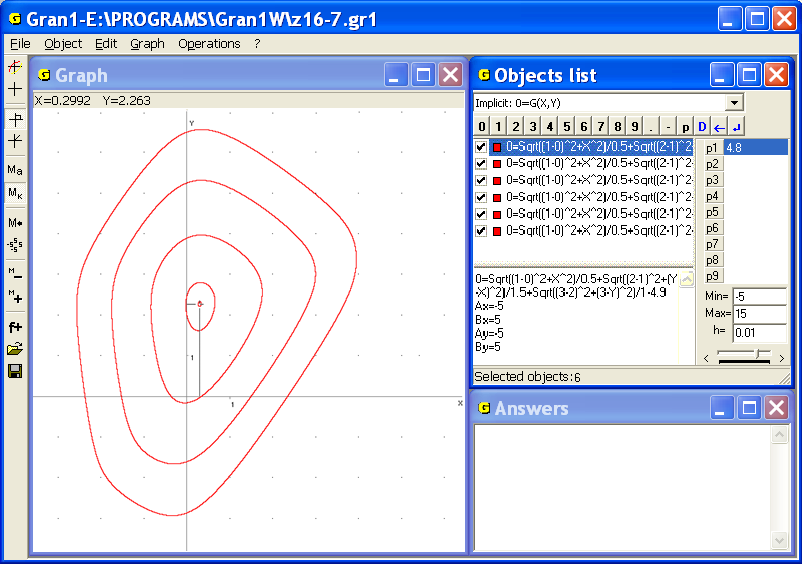 Gran1-E:\PROGRAMS\Gran1W\z16-7.gr1
File Object Edit Graph Operations ?
Graph
X=0.2992 Y=2.263
Y
1
1
X
Ma
Mк
M
-555
M
M
f+
Objects list
Implicit: 0=G(X,Y)
0 1 2 3 4 5 6 7 8 9 . - p D
0=Sqrt((1-0)^2+X^2)/0.5+Sqrt((2-1)^2
0=Sqrt((1-0)^2+X^2)/0.5+Sqrt((2-1)^2-
0=Sqrt((1-0)^2+X^2)/0.5+Sqrt((2-1)^2-
0=Sqrt((1-0)^2+X^2)/0.5+Sqrt((2-1)^2-
0=Sqrt((1-0)^2+X^2)/0.5+Sqrt((2-1)^2-
0=Sqrt((1-0)^2+X^2)/0.5+Sqrt((2-1)^2-
p1 4.8
p2
p3
p4
p5
p6
p7
p8
p9
0=Sqrt((1-0)^2+X^2)/0.5+Sqrt((2-1)^2+(Y
-X)^2)/1.5+Sqrt((3-2)^2+(3-Y)^2)/1-4.9
Ax=-5
Bx=5
Ay=-5
By=5
Min= -5
Max= 15
h= 0.01
Selected objects:6
Answers